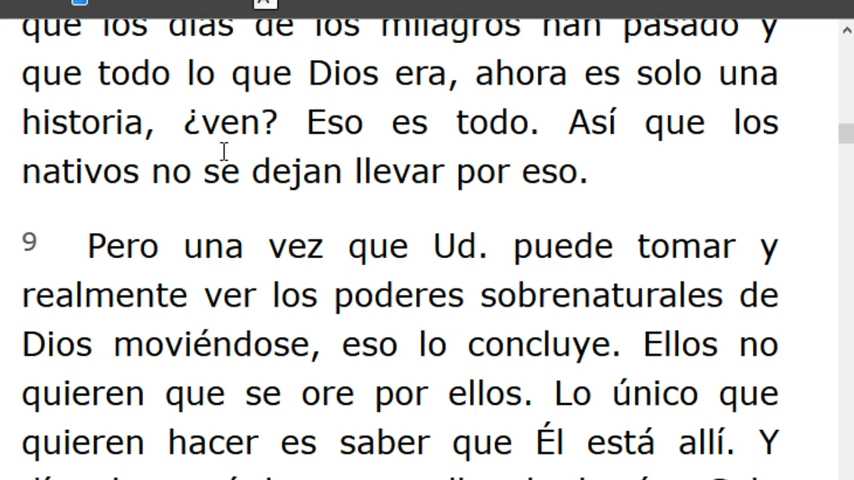 que los días de los milagros han pasado y
que todo lo que Dios era, ahora es solo una
historia, ¿ven? Eso es todo. Así que los
nativos no se dejan llevar por eso.
9 Pero una vez que Ud. puede tomar y
realmente ver los poderes sobrenaturales de
Dios moviéndose, eso lo concluye. Ellos no
quieren que se ore por ellos. Lo único que
quieren hacer es saber que Él está allí. Y